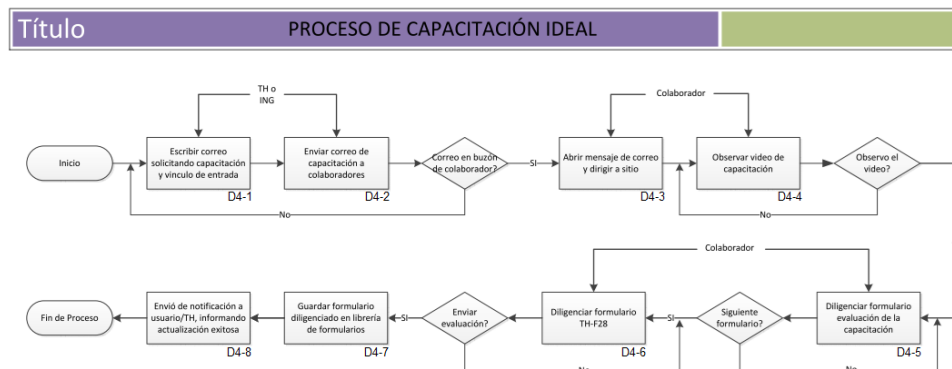 Título
PROCESO DE CAPACITACIÓN IDEAL
TH o
ING
Colaborador
Inicio
Escribir correo
solicitando capacitación
y vinculo de entrada
D4-1
Enviar correo de
capacitación a
colaboradores
D4-2
Correo en buzón
de colaborador?
SI
No
Abrir mensaje de correo
y dirigir a sitio
D4-3
Observar video de
capacitación
D4-4
Observo el
video?
No
Colaborador
Fin de Proceso
Envió de notificación a
usuario/TH, informando
actualización exitosa
D4-8
Guardar formulario
diligenciado en librería
de formularios
D4-7
SI
Enviar
evaluación?
Diligenciar formulario
TH-F28
D4-6
SI
Siguiente
formulario?
Diligenciar formulario
evaluación de la
capacitación
D4-5
No
No